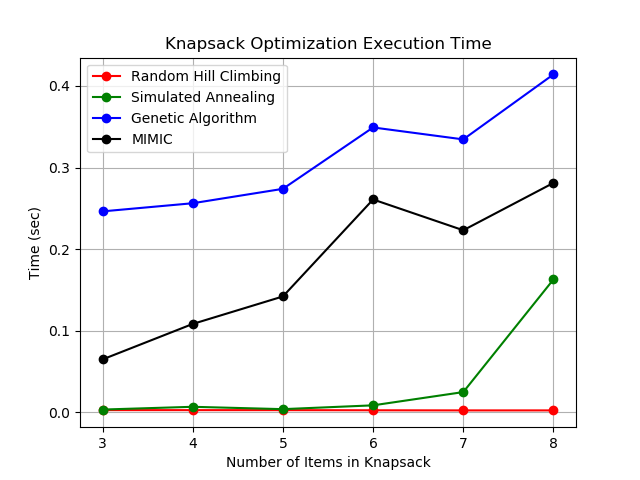 Knapsack Optimization Execution Time
Random Hill Climbing
Simulated Annealing
Genetic Algorithm
MIMIC
0.4
0.3
0.2
0.1
0.0
Time (sec)
3 4 5 6 7 8
Number of Items in Knapsack